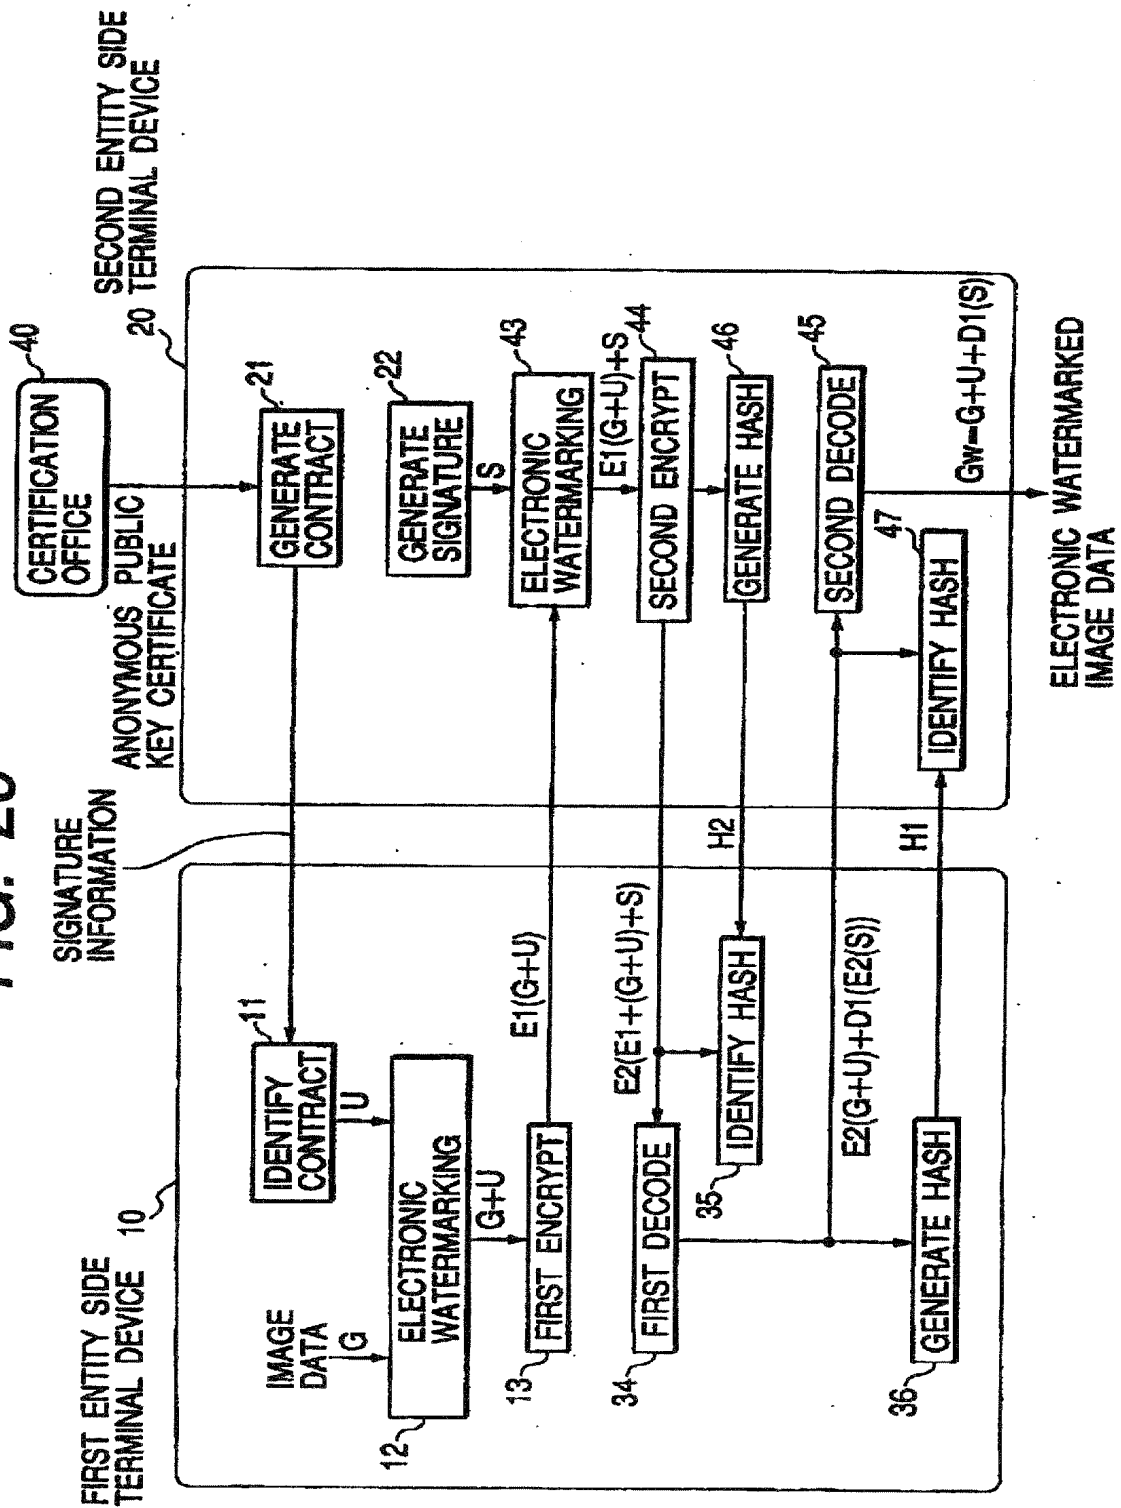 CERTIFICATION
OFFICE
40
ANONYMOUS PUBLIC
KEY CERTIFICATE
SECOND ENTITY SIDE
20 TERMINAL DEVICE
SIGNATURE
INFORMATION
FIRST ENTITY SIDE
TERMINAL DEVICE 10
IDENTIFY
CONTRACT
11
GENERATE
CONTRACT
21
IMAGE
DATA
G
U
GENERATE
SIGNATURE
22
S
ELECTRONIC
WATERMARKING
12
G+U
ELECTRONIC
WATERMARKING
43
FIRST ENCRYPT
13
E1(G+U)
E1(G+U)+S
SECOND ENCRYPT
44
E2(E1+(G+U)+S)
FIRST DECODE
34
IDENTIFY HASH
35
H2
GENERATE HASH
46
SECOND DECODE
45
E2(G+U)+D1(E2(S))
GENERATE HASH
36
H1
IDENTIFY HASH
47
Gw=G+U+D1(S)
ELECTRONIC WATERMARKED
IMAGE DATA